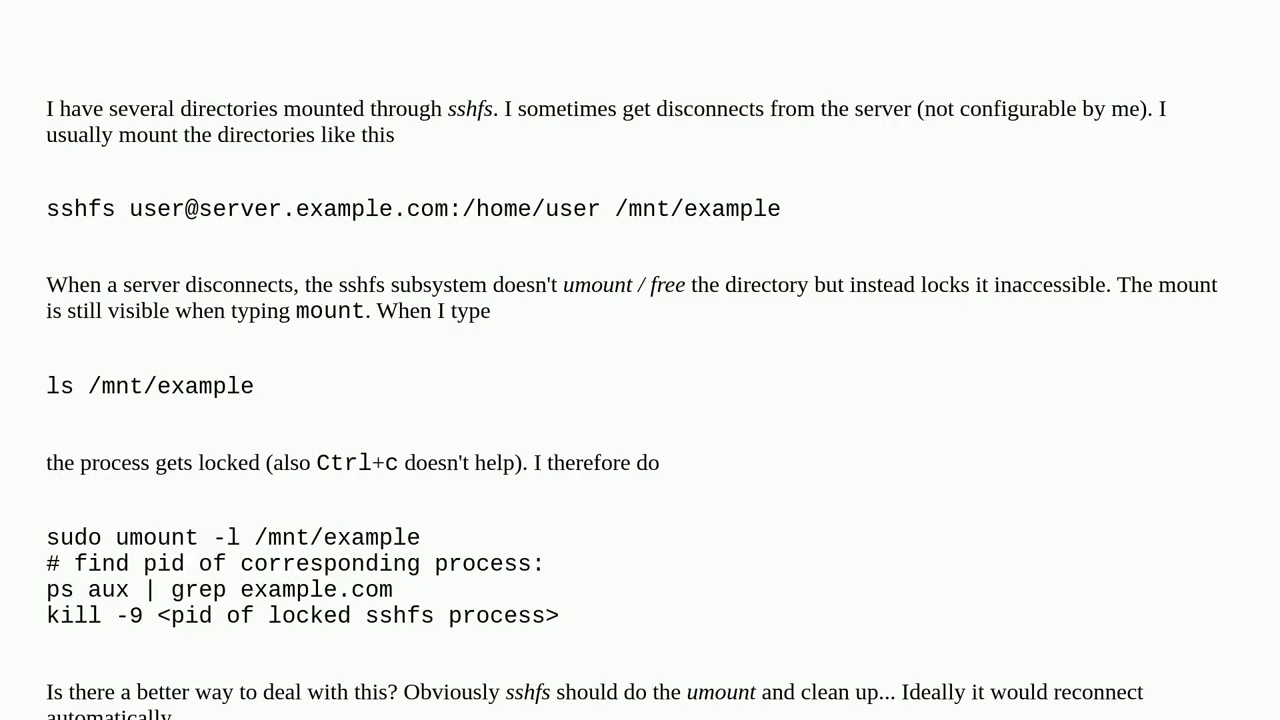 I have several directories mounted through sshfs. I sometimes get disconnects from the server (not configurable by me). I
usually mount the directories like this
sshfs user@server.example.com:/home/user /mnt/example
When a server disconnects, the sshfs subsystem doesn't umount / free the directory but instead locks it inaccessible. The mount
is still visible when typing mount. When I type
ls /mnt/example
the process gets locked (also Ctrl+c doesn't help). I therefore do
sudo umount -l /mnt/example
# find pid of corresponding process:
ps aux | grep example.com
kill -9 <pid of locked sshfs process>
Is there a better way to deal with this? Obviously sshfs should do the umount and clean up... Ideally it would reconnect
automatically.